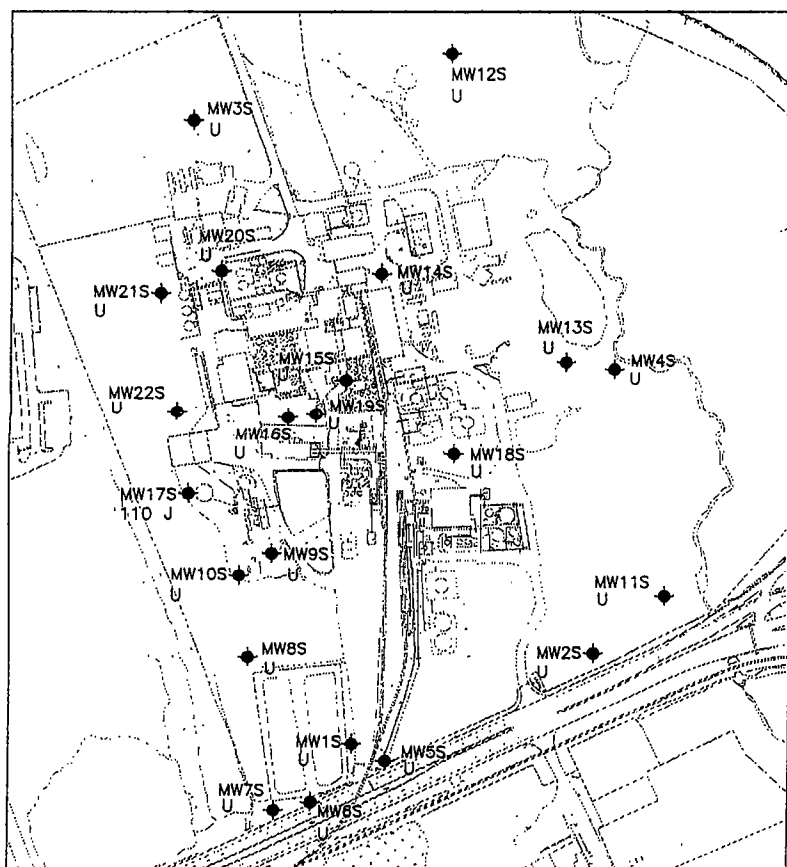 MW12S
U
MW3S
U
MW20S
U
MW14S
U
MW21S
U
MW13S
U
MW15S
U
MW4S
U
MW22S
U
MW19S
U
MW16S
U
MW18S
U
MW17S
110 J
MW9S
U
MW10S
U
MW11S
U
MW8S
U
MW2S
U
MW1S
U
MW5S
U
MW7S
U
MW6S
U